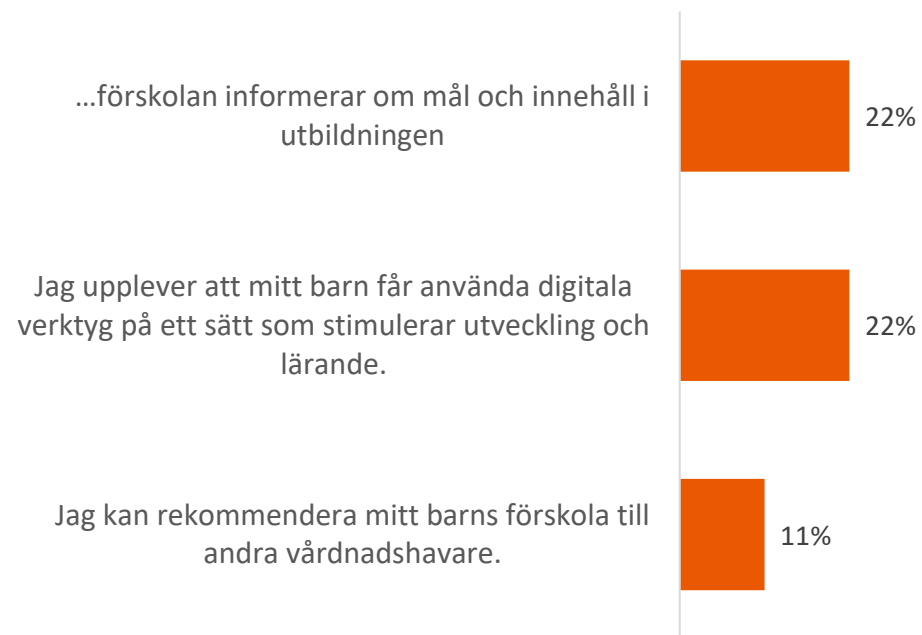 ...förskolan informerar om mål och innehåll i
utbildningen
22%
Jag upplever att mitt barn får använda digitala
verktyg på ett sätt som stimulerar utveckling och
lärande.
22%
Jag kan rekommendera mitt barns förskola till
andra vårdnadshavare.
11%